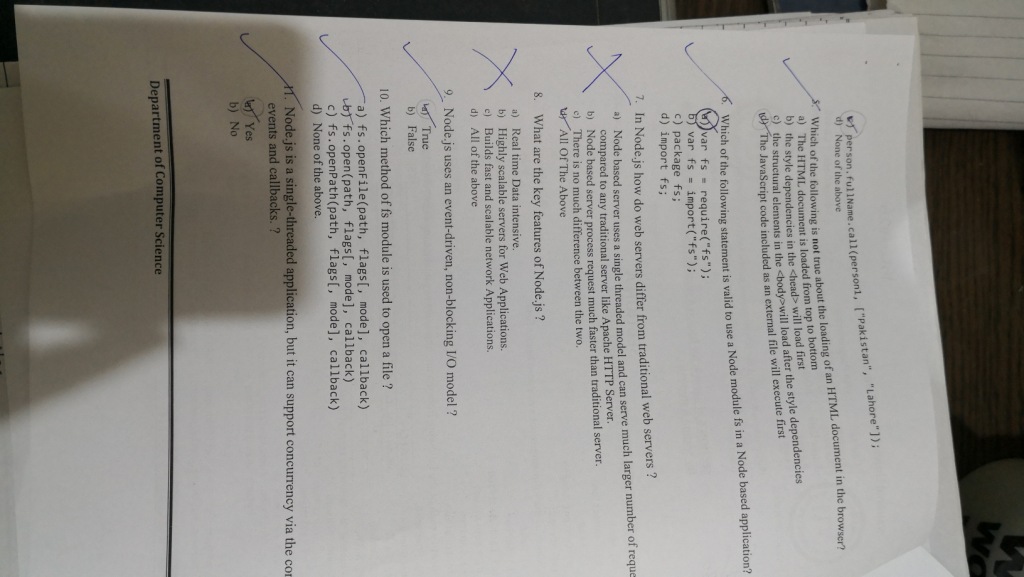 W
WO
c) person.fullName.call(person1, ["Pakistan", "Lahore"]);
d) None of the above
5. Which of the following is not true about the loading of an HTML document in the browser?
a) The HTML document is loaded from top to bottom
b) the style dependencies in the <head> will load first
c) the structural elements in the <body>will load after the style dependencies
d) The JavaScript code included as an external file will execute first
6. Which of the following statement is valid to use a Node module fs in a Node based application?
a) var fs = require("fs");
b) var fs = import("fs");
c) package fs;
d) import fs;
7. In Node.js how do web servers differ from traditional web servers ?
a) Node based server uses a single threaded model and can serve much larger number of reque
compared to any traditional server like Apache HTTP Server.
b) Node based server process request much faster than traditional server.
c) There is no much difference between the two.
d) All Of The Above
8. What are the key features of Node.js ?
a) Real time Data intensive.
b) Highly scalable servers for Web Applications.
c) Builds fast and scalable network Applications.
d) All of the above
9. Node.js uses an event-driven, non-blocking I/O model ?
a) True
b) False
10. Which method of fs module is used to open a file ?
a) fs.openFile(path, flags[, mode], callback)
b) fs.open(path, flags[, mode], callback)
c) fs.openPath(path, flags[, mode], callback)
d) None of the above.
11. Node.js is a single-threaded application, but it can support concurrency via the con
events and callbacks. ?
a) Yes
b) No
Department of Computer Science